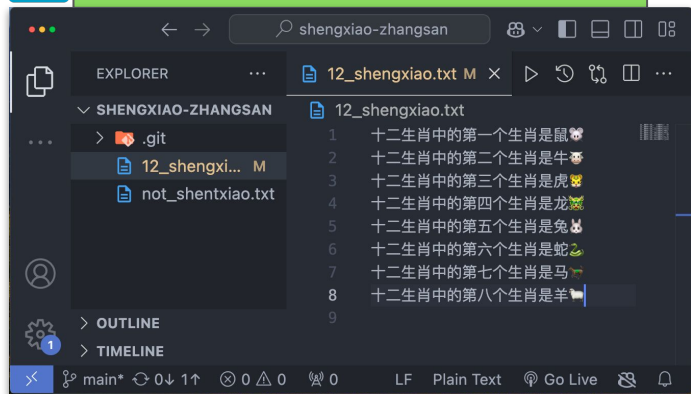 shengxiao-zhangsan
EXPLORER ...
12_shengxiao.txt M
SHENGXIAO-ZHANGSAN
12_shengxiao.txt
.git
12_shengxi... M
not_shentxiao.txt
1 十二生肖中的第一个生肖是鼠🐭
2 十二生肖中的第二个生肖是牛🐮
3 十二生肖中的第三个生肖是虎🐯
4 十二生肖中的第四个生肖是龙🐲
5 十二生肖中的第五个生肖是兔🐰
6 十二生肖中的第六个生肖是蛇🐍
7 十二生肖中的第七个生肖是马🐎
8 十二生肖中的第八个生肖是羊🐑
9
OUTLINE
TIMELINE
1
main* 0↓ 1↑ 0 0 0 LF Plain Text Go Live